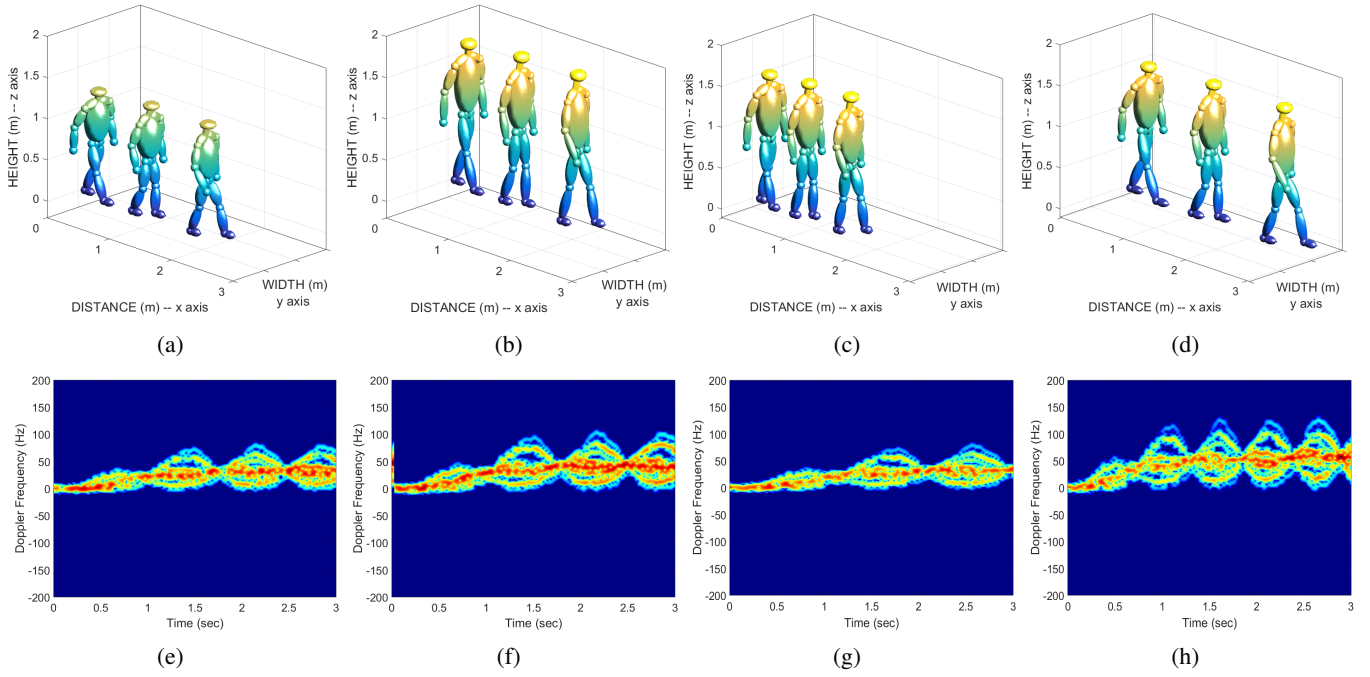 2
1.5
1
0.5
0
HEIGHT (m) -- z axis
0
1
2
3
DISTANCE (m) -- x axis
WIDTH (m)
y axis
(a)
2
1.5
1
0.5
0
HEIGHT (m) -- z axis
0
1
2
3
DISTANCE (m) -- x axis
WIDTH (m)
y axis
(b)
2
1.5
1
0.5
0
HEIGHT (m) -- z axis
0
1
2
3
DISTANCE (m) -- x axis
WIDTH (m)
y axis
(c)
2
1.5
1
0.5
0
HEIGHT (m) -- z axis
0
1
2
3
DISTANCE (m) -- x axis
WIDTH (m)
y axis
(d)
200
150
100
50
0
-50
-100
-150
-200
Doppler Frequency (Hz)
0 0.5 1 1.5 2 2.5 3
Time (sec)
(e)
200
150
100
50
0
-50
-100
-150
-200
Doppler Frequency (Hz)
0 0.5 1 1.5 2 2.5 3
Time (sec)
(f)
200
150
100
50
0
-50
-100
-150
-200
Doppler Frequency (Hz)
0 0.5 1 1.5 2 2.5 3
Time (sec)
(g)
200
150
100
50
0
-50
-100
-150
-200
Doppler Frequency (Hz)
0 0.5 1 1.5 2 2.5 3
Time (sec)
(h)